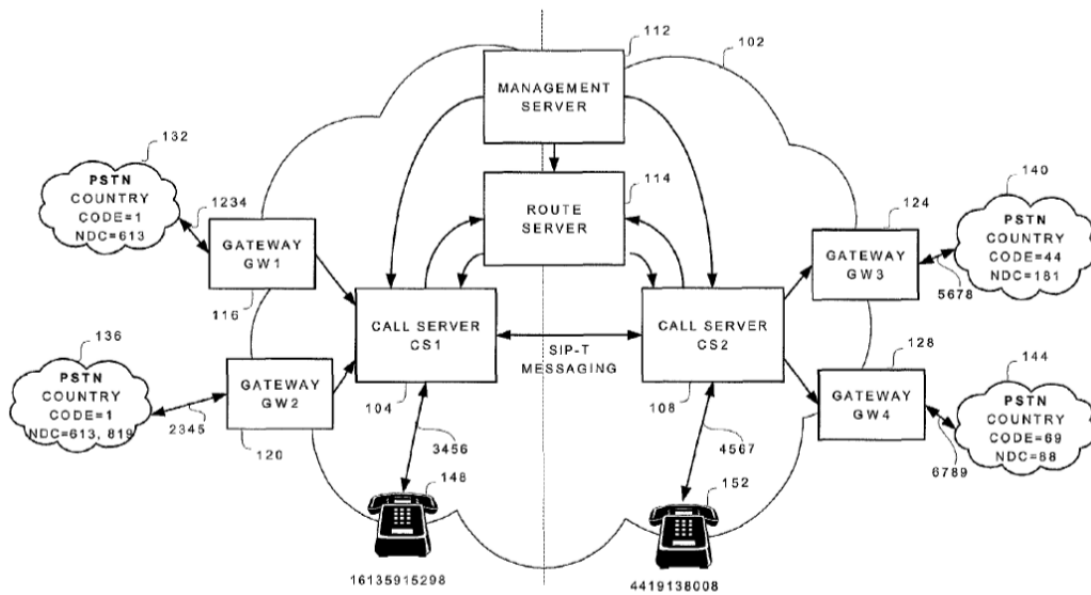 112
102
MANAGEMENT
SERVER
132
PSTN
COUNTRY
CODE=1
NDC=613
1234
GATEWAY
GW1
116
114
ROUTE
SERVER
140
PSTN
COUNTRY
CODE=44
NDC=181
124
GATEWAY
GW3
5678
CALL SERVER
CS1
104
SIP-T
MESSAGING
CALL SERVER
CS2
108
136
PSTN
COUNTRY
CODE=1
NDC=613, 819
2345
GATEWAY
GW2
120
128
GATEWAY
GW4
144
PSTN
COUNTRY
CODE=69
NDC=88
6789
3456
148
16135915298
4567
152
4419138008